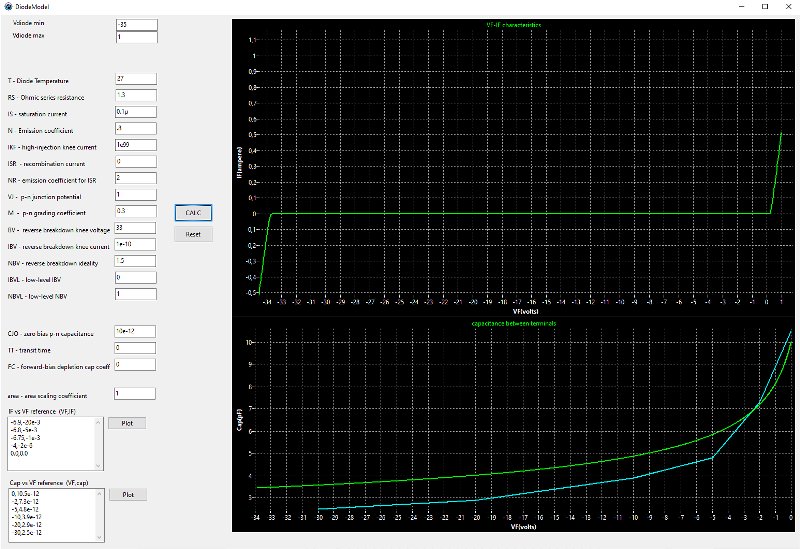 DiodeModel
Vdiode min -35
Vdiode max 1
T - Diode Temperature 27
RS - Ohmic series resistance 1.3
IS - saturation current 0.1µ
N - Emission coefficient .8
IKF - high-injection knee current 1e99
ISR - recombination current 0
NR - emission coefficient for ISR 2
VJ - p-n junction potential 1
M - p-n grading coefficient 0.3
BV - reverse breakdown knee voltage 33
IBV - reverse breakdown knee current 1e-10
NBV - reverse breakdown ideality 1.5
IBVL - low-level IBV 0
NBVL - low-level NBV 1
CALC
Reset
CJO - zero bias p-n capacitance 10e-12
TT - transit time 0
FC - forward-bias depletion cap coeff 0
area - area scaling coefficient 1
IF vs VF reference (VF,IF)
-6.9,-20e-3
-6.8,-5e-3
-6.75,-1e-3
-4,-2e-6
0.0,0.0
Plot
Cap vs VF reference (VF,cap)
0,10.5e-12
-2,7.3e-12
-5,4.8e-12
-10,3.9e-12
-20,2.9e-12
-30,2.5e-12
Plot
VF-IF characteristics
IF(ampere)
1,1
1
0,9
0,8
0,7
0,6
0,5
0,4
0,3
0,2
0,1
0
-0,1
-0,2
-0,3
-0,4
-0,5
-34 -33 -32 -31 -30 -29 -28 -27 -26 -25 -24 -23 -22 -21 -20 -19 -18 -17 -16 -15 -14 -13 -12 -11 -10 -9 -8 -7 -6 -5 -4 -3 -2 -1 0 1
VF(volts)
capacitance between terminals
Cap(pF)
10
9
8
7
6
5
4
3
-34 -33 -32 -31 -30 -29 -28 -27 -26 -25 -24 -23 -22 -21 -20 -19 -18 -17 -16 -15 -14 -13 -12 -11 -10 -9 -8 -7 -6 -5 -4 -3 -2 -1 0
VF(volts)